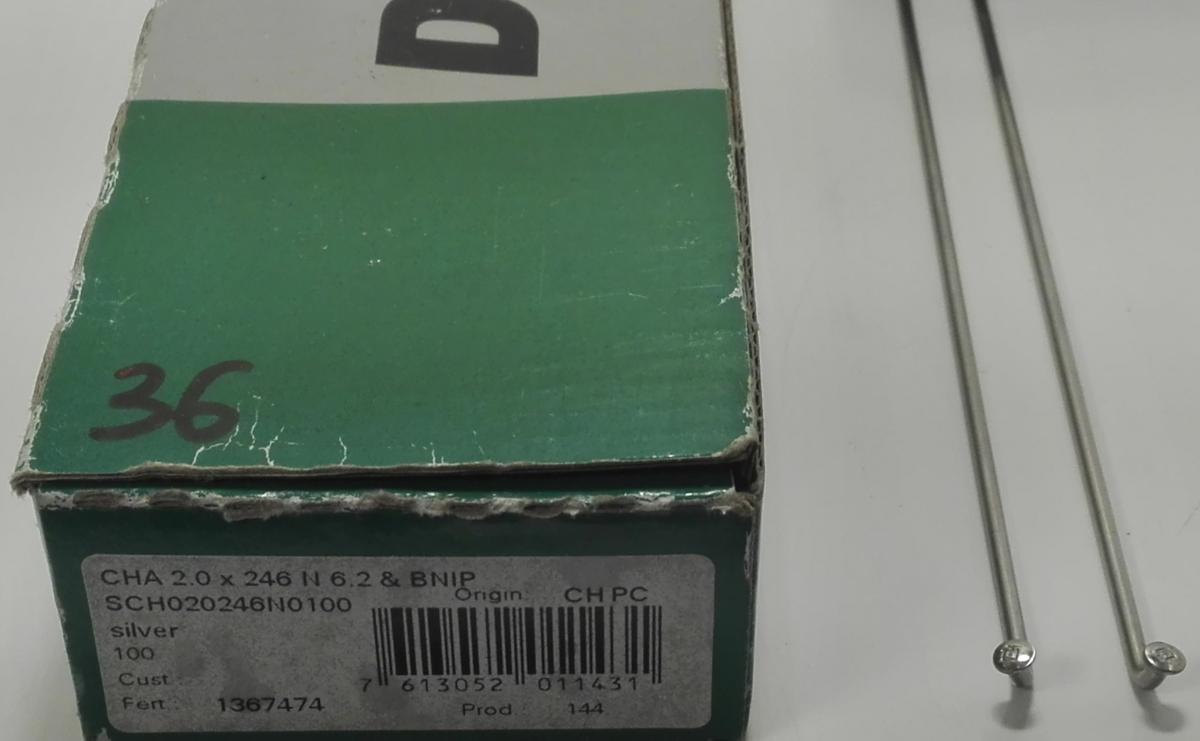 D
36
CHA 2.0 x 246 N 6.2 & BNIP
SCH020246N0100 Origin: CH PC
silver
100
Cust.:
Fert.: 1367474
7 613052 011431
Prod.: 144